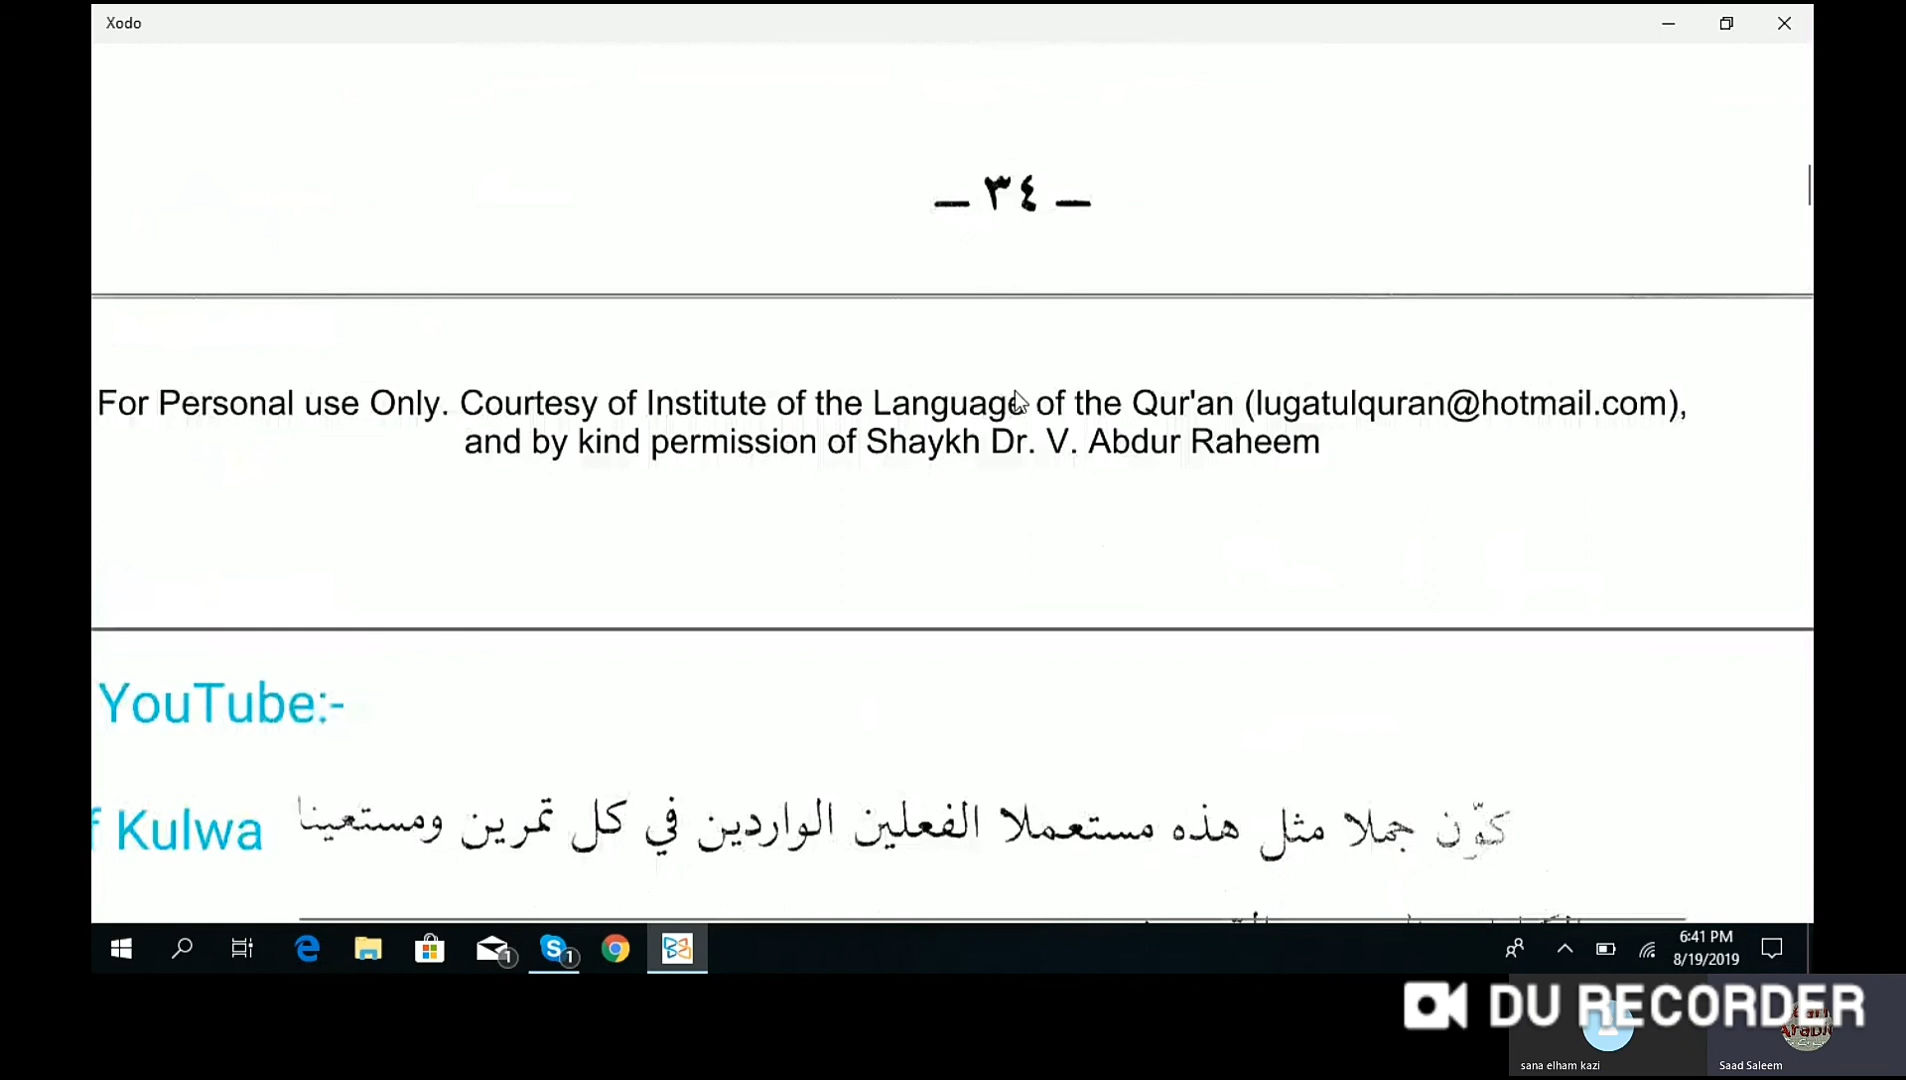 Xodo
– ٣٤ –
For Personal use Only. Courtesy of Institute of the Language of the Qur'an (lugatulquran@hotmail.com),
and by kind permission of Shaykh Dr. V. Abdur Raheem
YouTube:-
كوّن جملا مثل هذه مستعملا الفعلين الواردين في كل تمرين ومستعينا
f Kulwa
1
1
6:41 PM
8/19/2019
DU RECORDER
sana elham kazi
Saad Saleem